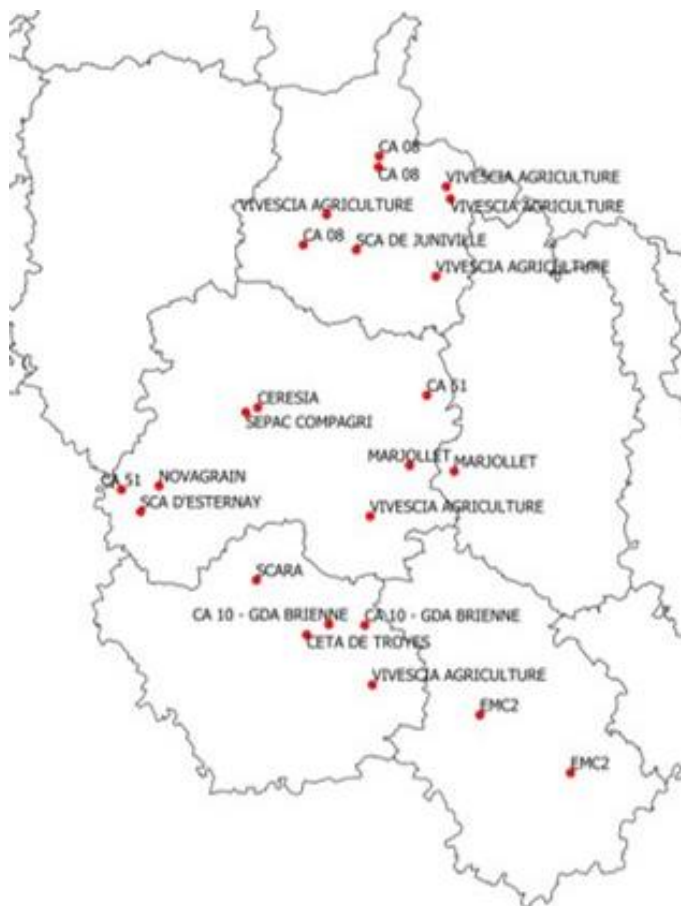 CA 08
CA 08
VIVESCIA AGRICULTURE
VIVESCIA AGRICULTURE
VIVESCIA AGRICULTURE
CA 08
SCA DE JUNIVILLE
VIVESCIA AGRICULTURE
CA 51
CERESIA
SEPAC COMPAGRI
MARJOLLET
MARJOLLET
CA 51
NOVAGRAIN
SCA D'ESTERNAY
VIVESCIA AGRICULTURE
SCARA
CA 10 - GDA BRIENNE
CA 10 - GDA BRIENNE
CETA DE TROYES
VIVESCIA AGRICULTURE
EMC2
EMC2